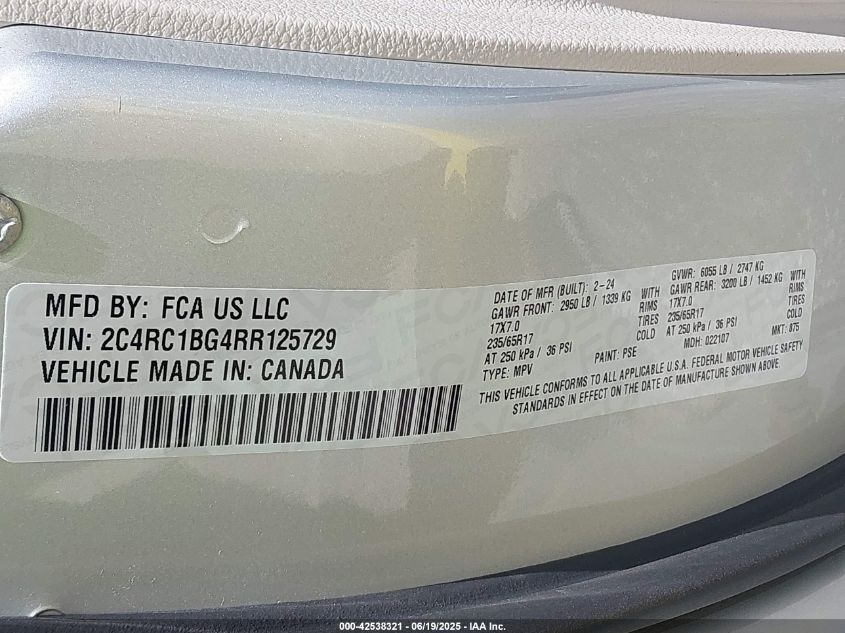 MFD BY: FCA US LLC
VIN: 2C4RC1BG4RR125729
VEHICLE MADE IN: CANADA
DATE OF MFR (BUILT): 2-24 GVWR: 6055 LB / 2747 KG
GAWR FRONT: 2950 LB / 1339 KG WITH GAWR REAR: 3200 LB / 1452 KG WITH
17X7.0 RIMS 17X7.0 RIMS
235/65R17 TIRES 235/65R17 TIRES
AT 250 kPa / 36 PSI COLD AT 250 kPa / 36 PSI COLD
TYPE: MPV PAINT: PSE MDH: 022107 MKT: 875
THIS VEHICLE CONFORMS TO ALL APPLICABLE U.S.A. FEDERAL MOTOR VEHICLE SAFETY
STANDARDS IN EFFECT ON THE DATE OF MANUFACTURE SHOWN ABOVE.
000-42538321 - 06/19/2025 - IAA Inc.